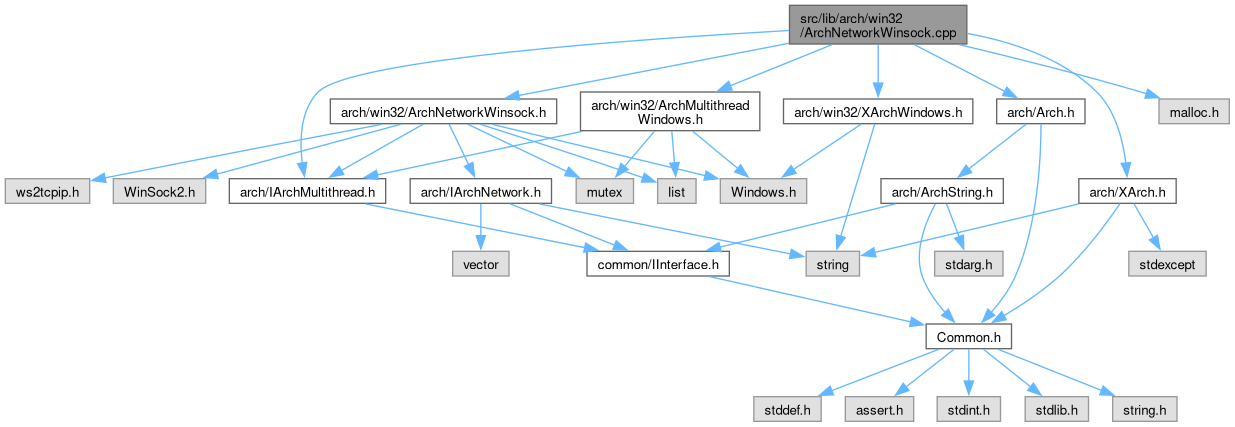 src/lib/arch/win32
/ArchNetworkWinsock.cpp
arch/win32/ArchNetworkWinsock.h
arch/win32/ArchMultithread
Windows.h
arch/win32/XArchWindows.h
arch/Arch.h
malloc.h
ws2tcpip.h
WinSock2.h
arch/IArchMultithread.h
arch/IArchNetwork.h
mutex
list
Windows.h
arch/ArchString.h
arch/XArch.h
vector
common/IInterface.h
string
stdarg.h
stdexcept
Common.h
stddef.h
assert.h
stdint.h
stdlib.h
string.h